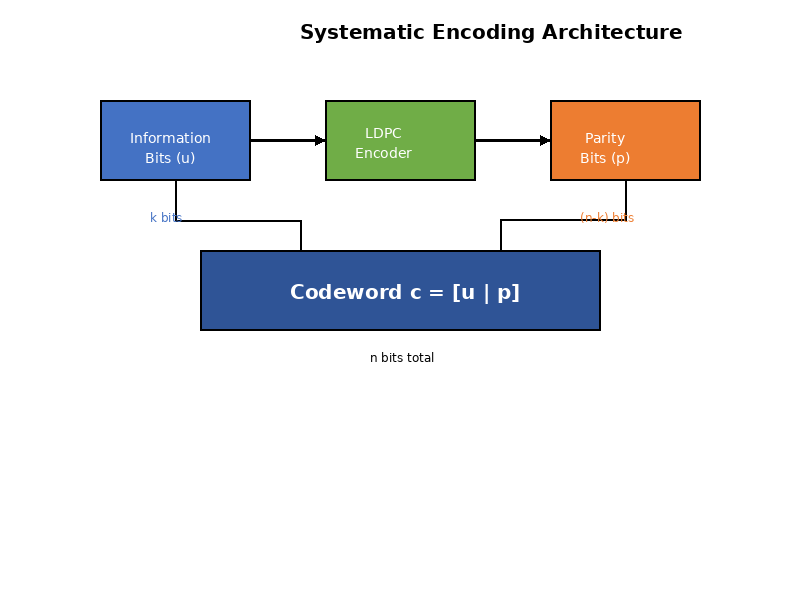 Systematic Encoding Architecture
Information
Bits (u)
LDPC
Encoder
Parity
Bits (p)
k bits
(n-k) bits
Codeword c = [u | p]
n bits total